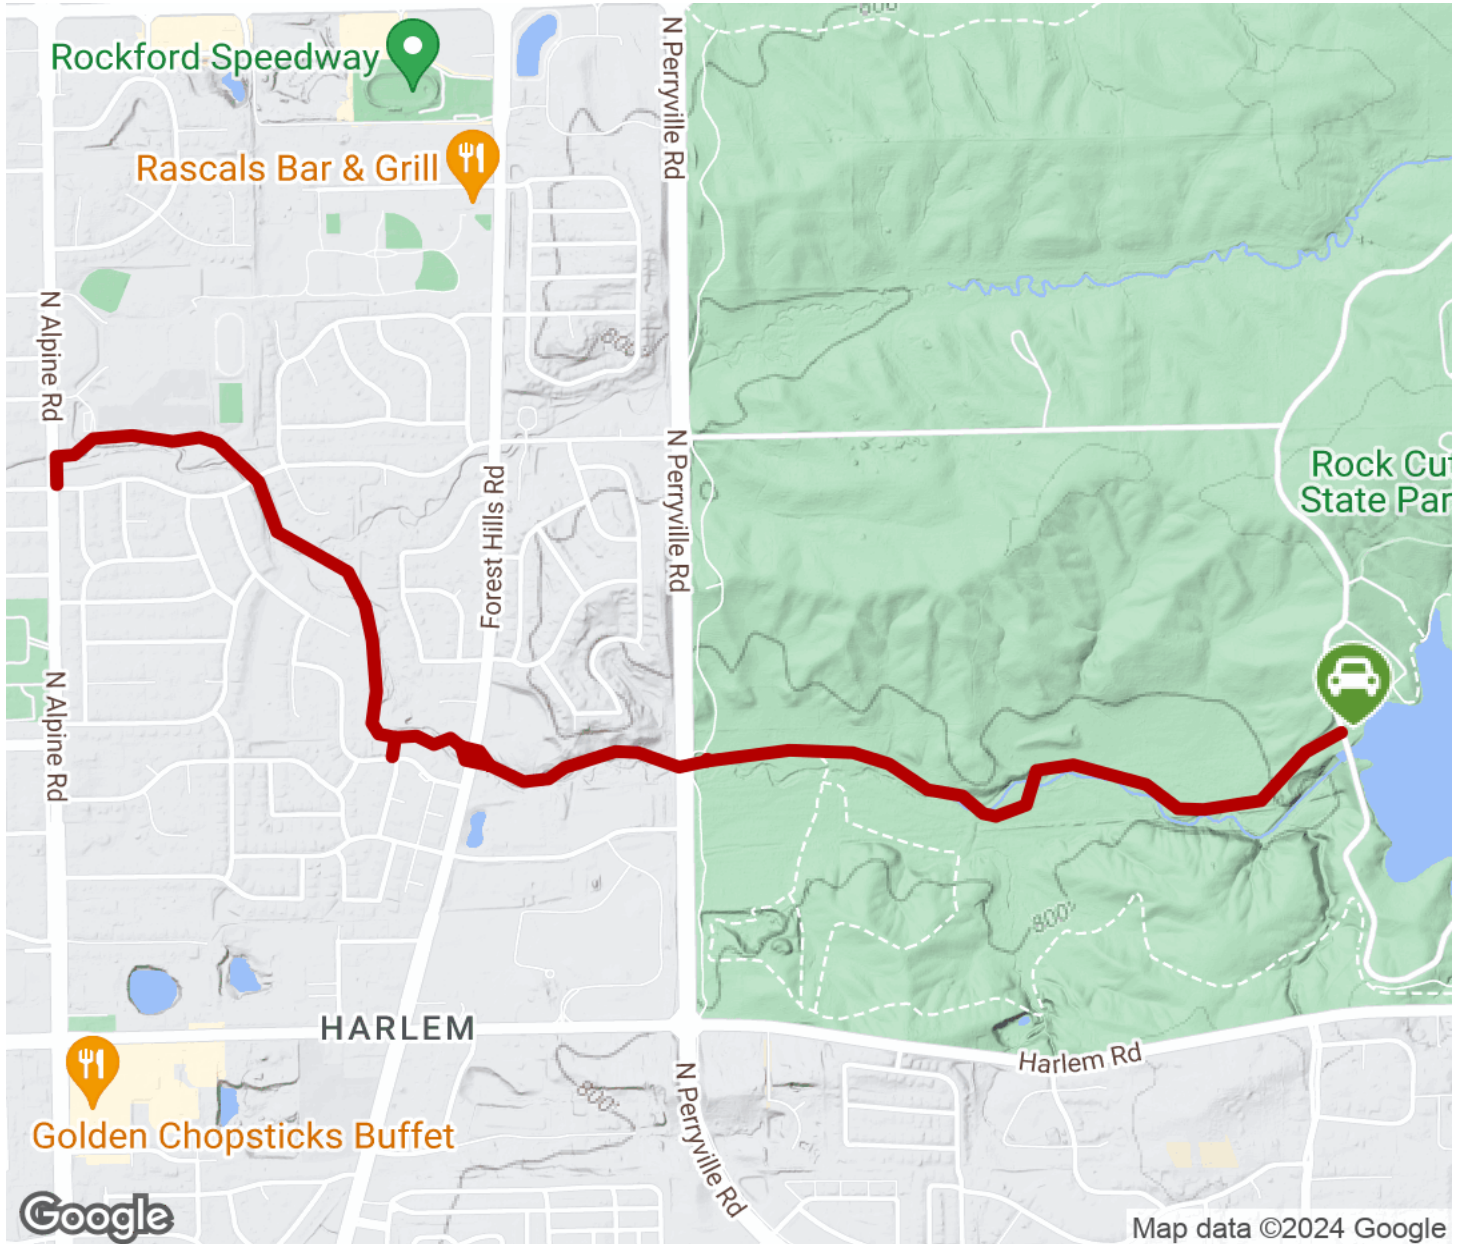 800
Rockford Speedway
N Perryville Rd
Rascals Bar & Grill
N Alpine Rd
800
N Perryville Rd
Rock Cut
State Par
Forest Hills Rd
N Alpine Rd
800'
HARLEM
Harlem Rd
800'
N Perryville Rd
Golden Chopsticks Buffet
Google
Map data ©2024 Google